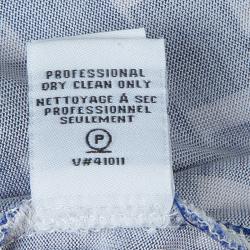 PROFESSIONAL
DRY CLEAN ONLY
NETTOYAGE À SEC
PROFESSIONNEL
SEULEMENT
P
V#41011